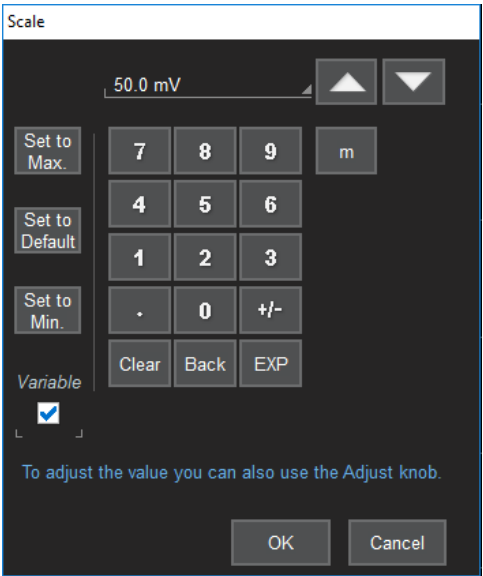 Scale
50.0 mV
Set to
Max.
7 8 9 m
Set to
Default
4 5 6
1 2 3
Set to
Min.
. 0 +/-
Clear Back EXP
Variable
To adjust the value you can also use the Adjust knob.
OK Cancel